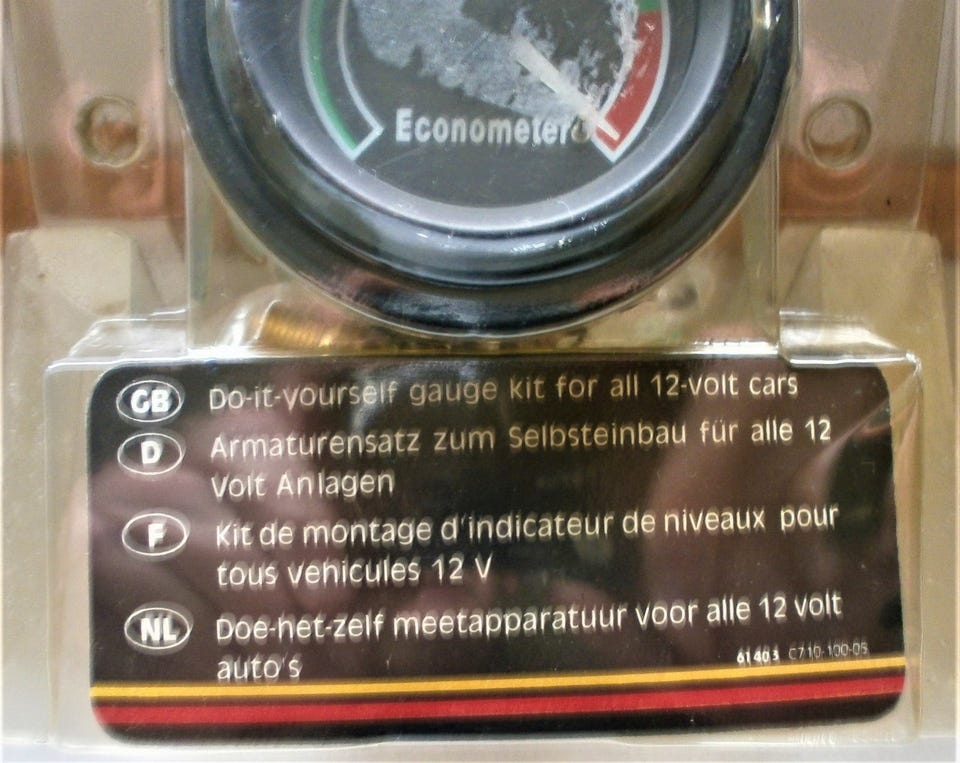 Econometer
GB Do-it-yourself gauge kit for all 12-volt cars
D Armaturensatz zum Selbsteinbau für alle 12
Volt Anlagen
F Kit de montage d'indicateur de niveaux pour
tous vehicules 12 V
NL Doe-het-zelf meetapparatuur voor alle 12 volt
auto's
61403 C710-100-05